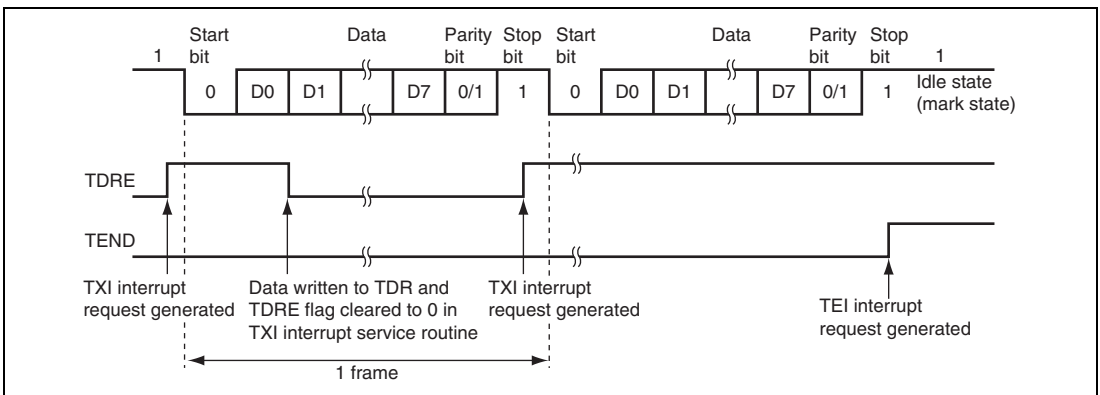 Start bit Data Parity bit Stop bit Start bit Data Parity bit Stop bit
1 1
0 D0 D1 D7 0/1 1 0 D0 D1 D7 0/1 1 Idle state (mark state)
TDRE
TEND
TXI interrupt request generated
Data written to TDR and
TDRE flag cleared to 0 in
TXI interrupt service routine
TXI interrupt
request generated
TEI interrupt
request generated
1 frame